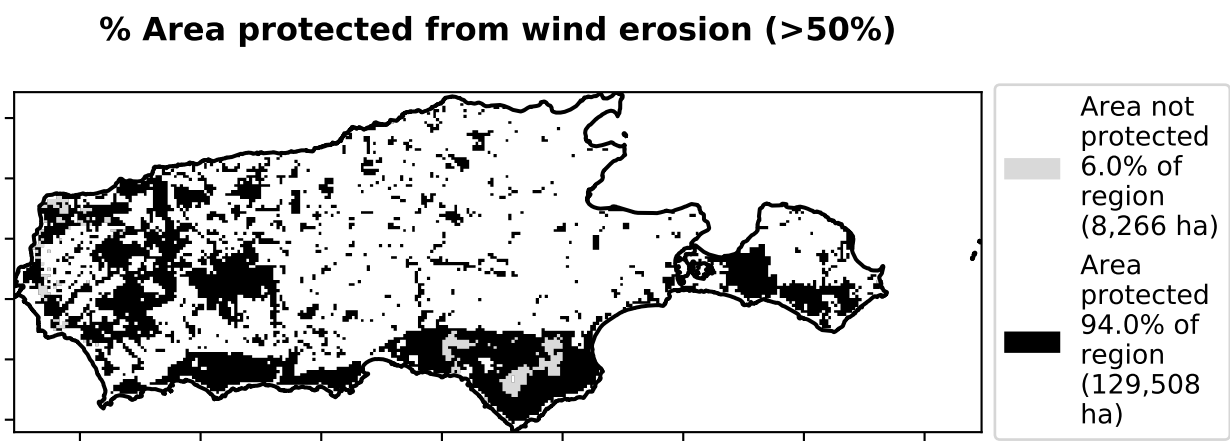 % Area protected from wind erosion (>50%)
Area not
protected
6.0% of
region
(8,266 ha)
Area
protected
94.0% of
region
(129,508
ha)